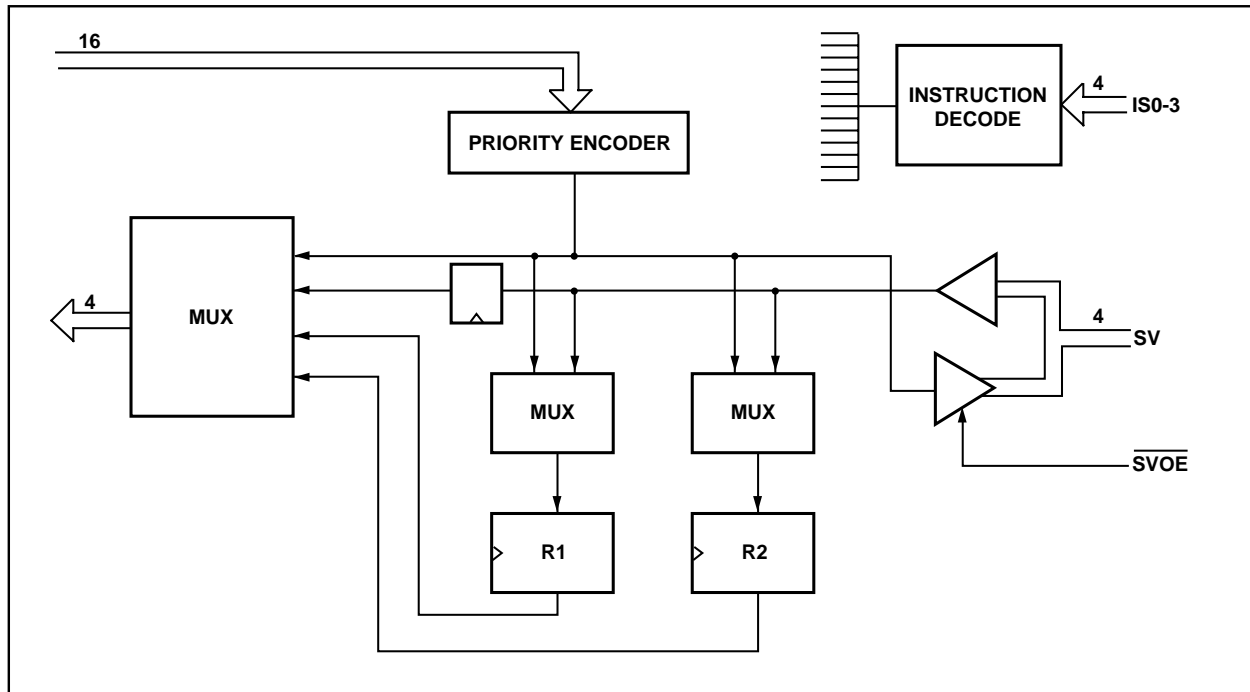 16
PRIORITY ENCODER
INSTRUCTION
DECODE
4
IS0-3
4
MUX
4
SV
MUX
MUX
SVOE
R1
R2